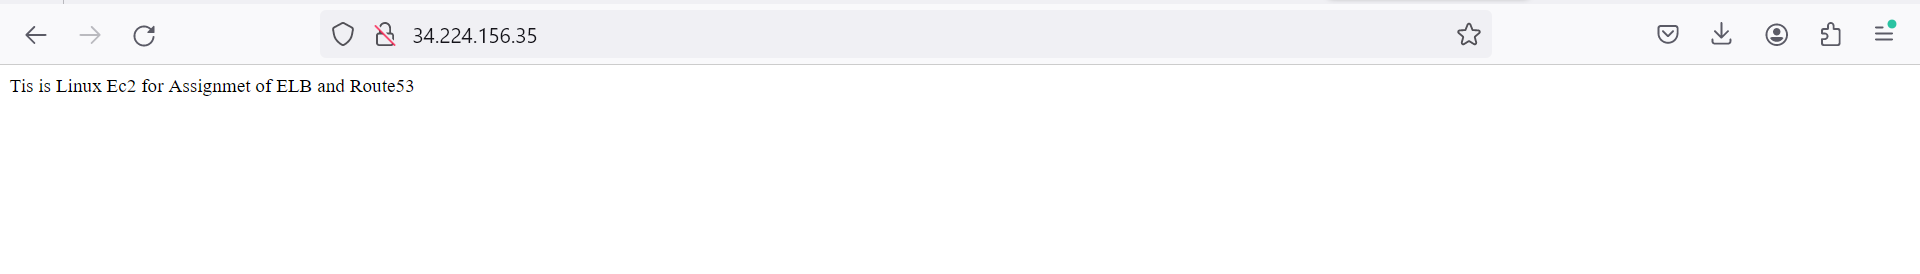 34.224.156.35
Tis is Linux Ec2 for Assignmet of ELB and Route53